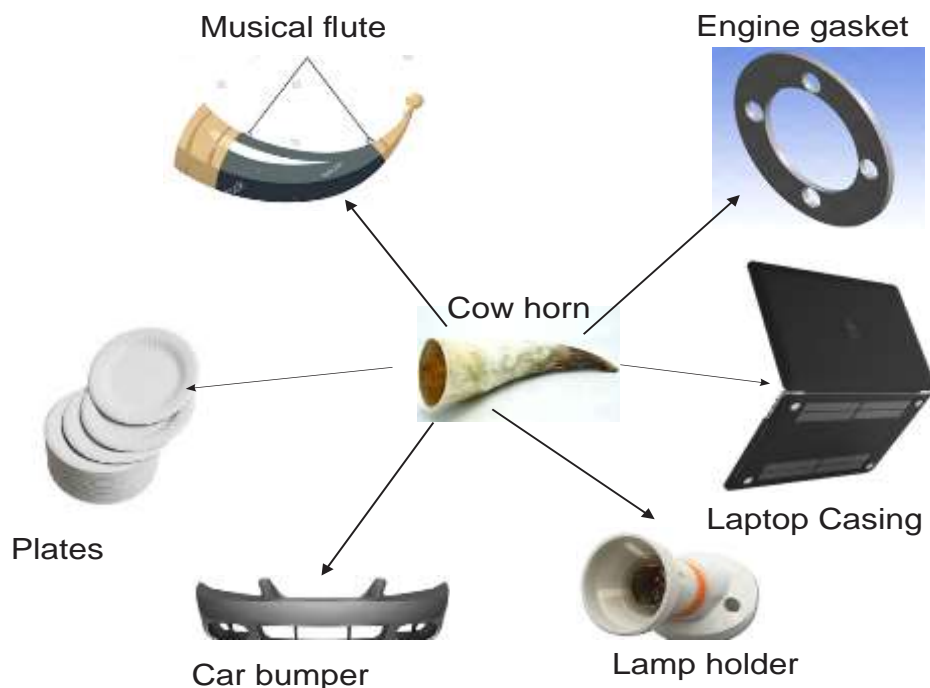 Musical flute
Engine gasket
Cow horn
Laptop Casing
Plates
Lamp holder
Car bumper